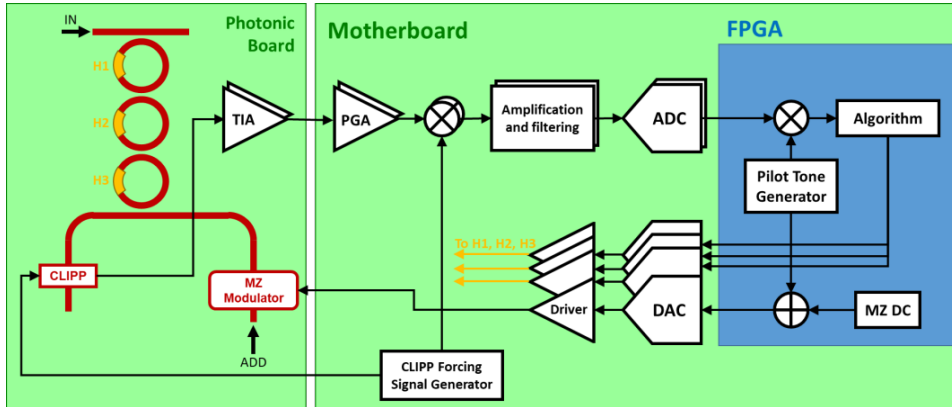 IN
Photonic
Board
Motherboard
FPGA
H1
H2
H3
TIA
PGA
Amplification
and filtering
ADC
Algorithm
Pilot Tone
Generator
To H1, H2, H3
CLIPP
MZ
Modulator
Driver
DAC
MZ DC
ADD
CLIPP Forcing
Signal Generator